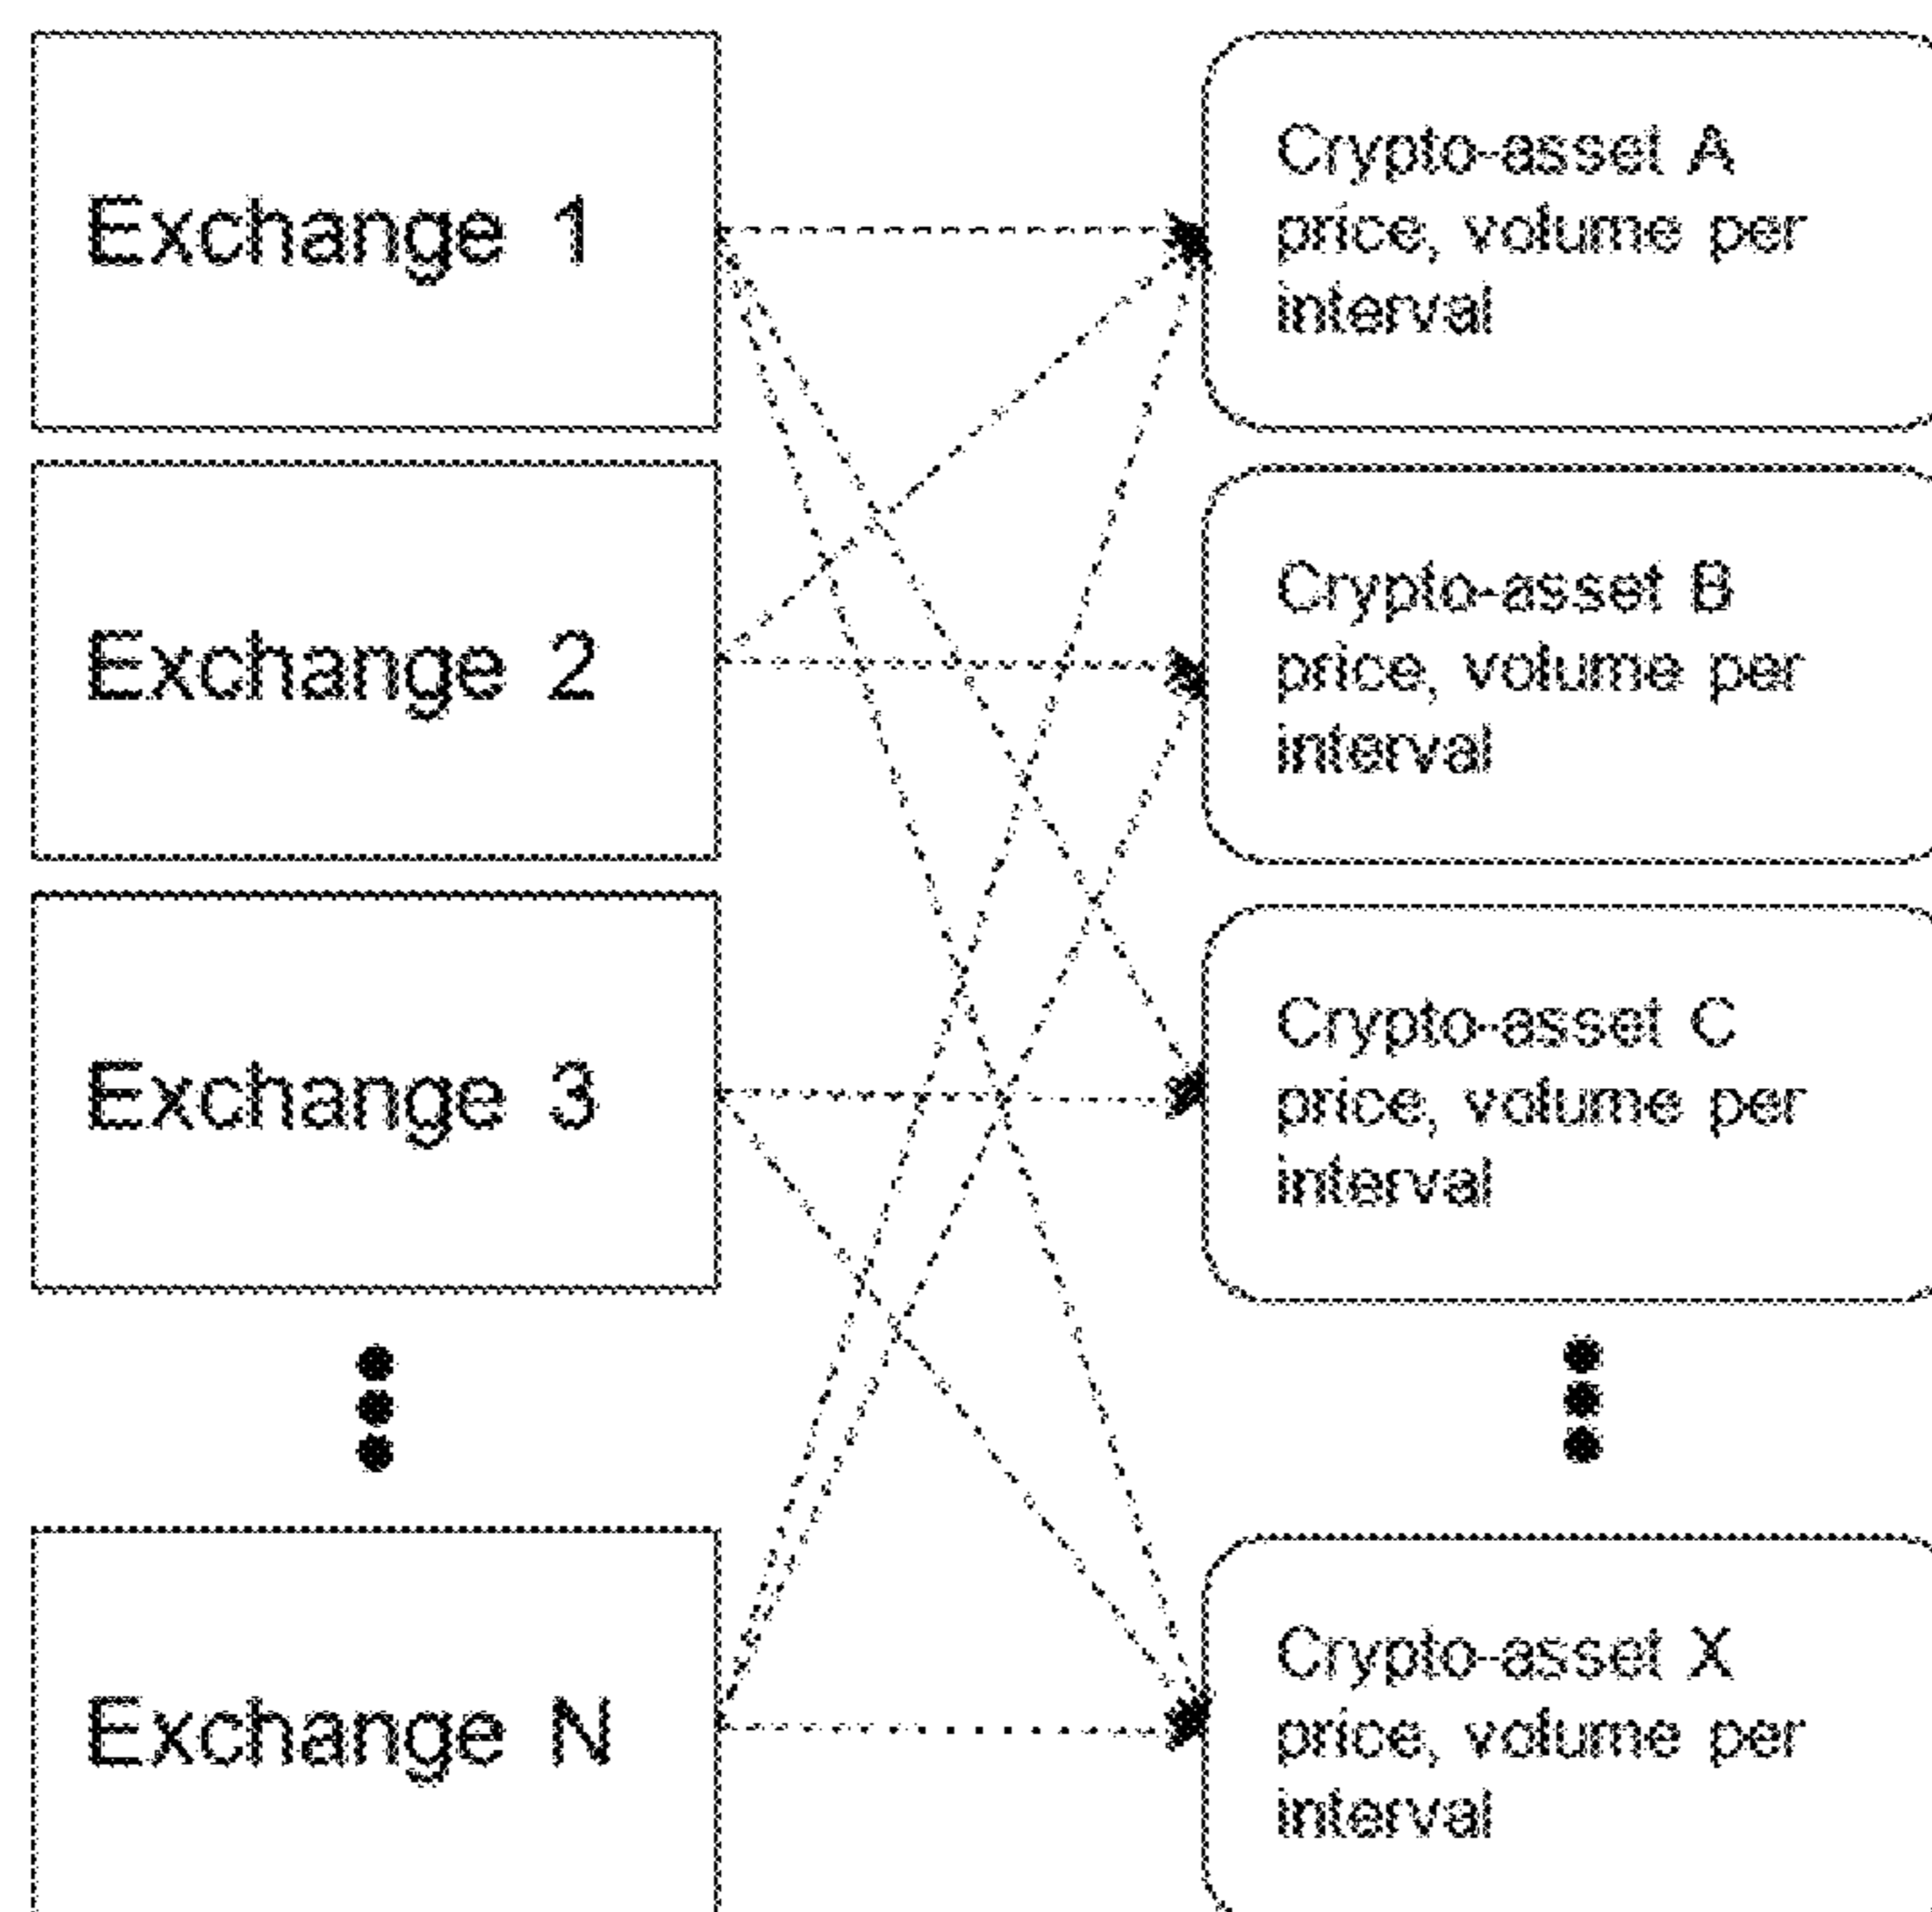 Exchange 1
Crypto-asset A
price, volume per
interval
Exchange 2
Crypto-asset B
price, volume per
interval
Exchange 3
Crypto-asset C
price, volume per
interval
Exchange N
Crypto-asset X
price, volume per
interval